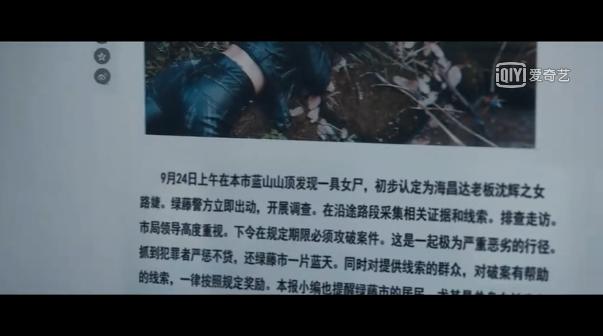 iQIYI 爱奇艺
9月24日上午在本市蓝山山顶发现一具女尸，初步认定为海昌达老板沈辉之女
路婕。绿藤警方立即出动，开展调查。在沿途路段采集相关证据和线索。排查走访。
市局领导高度重视。下令在规定期限必须攻破案件。这是一起极为严重恶劣的行径。
抓到犯罪者严惩不贷，还绿藤市一片蓝天。同时对提供线索的群众，对破案有帮助
的线索，一律按照规定奖励。本报小编也提醒绿藤市的居民